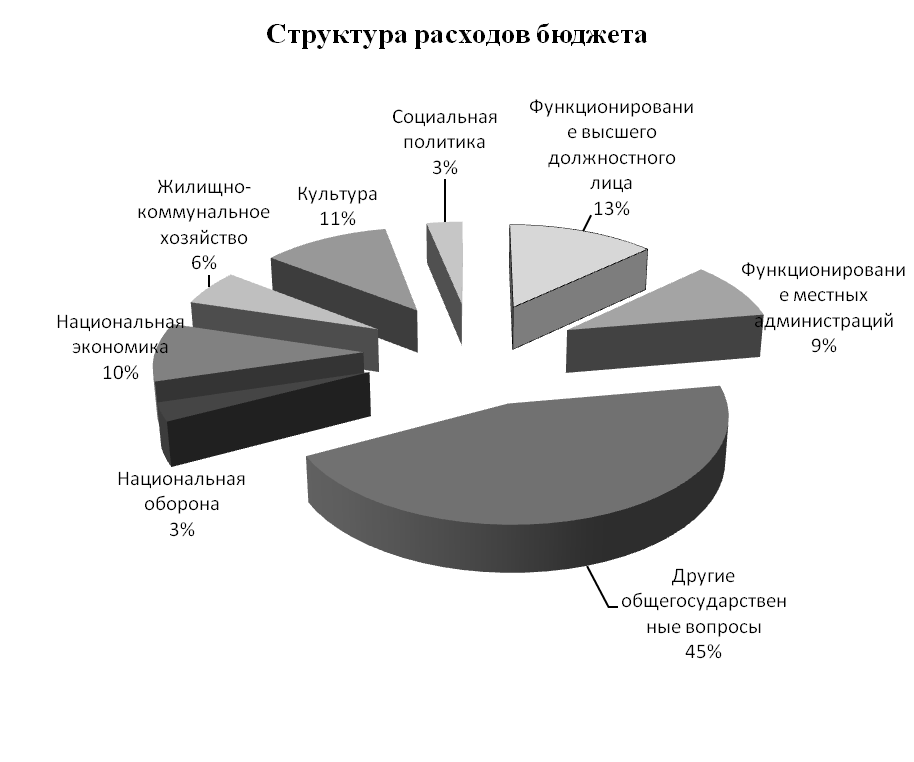 Структура расходов бюджета
Социальная
политика
3%
Функционировани
е высшего
должностного
лица
13%
Функционировани
е местных
администраций
9%
Другие
общегосударствен
ные вопросы
45%
Национальная
оборона
3%
Национальная
экономика
10%
Жилищно-
коммунальное
хозяйство
6%
Культура
11%